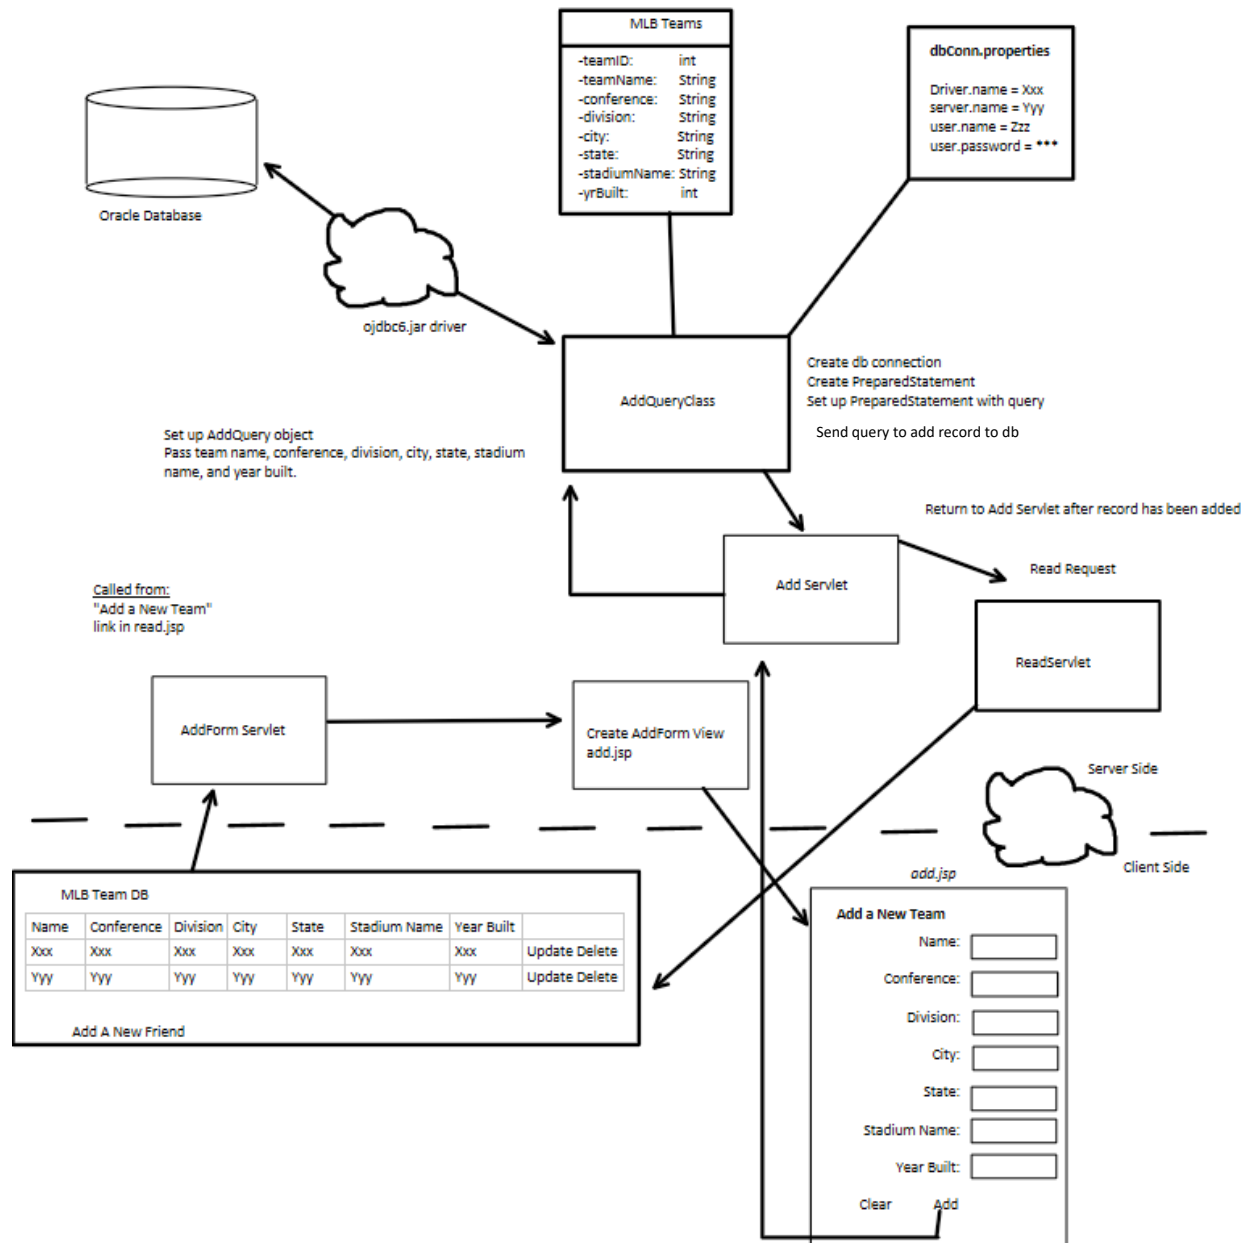 MLB Teams
-teamID: int
-teamName: String
-conference: String
-division: String
-city: String
-state: String
-stadiumName: String
-yrBuilt: int
dbConn.properties
Driver.name = Xxx
server.name = Yyy
user.name = Zzz
user.password = ***
Oracle Database
ojdbc6.jar driver
AddQueryClass
Create db connection
Create PreparedStatement
Set up PreparedStatement with query
Send query to add record to db
Set up AddQuery object
Pass team name, conference, division, city, state, stadium
name, and year built.
Return to Add Servlet after record has been added
Add Servlet
Read Request
Called from:
"Add a New Team"
link in read.jsp
ReadServlet
AddForm Servlet
Create AddForm View
add.jsp
Server Side
Client Side
MLB Team DB
Name Conference Division City State Stadium Name Year Built
Xxx Xxx Xxx Xxx Xxx Xxx Xxx Update Delete
Yyy Yyy Yyy Yyy Yyy Yyy Yyy Update Delete
Add A New Friend
add.jsp
Add a New Team
Name:
Conference:
Division:
City:
State:
Stadium Name:
Year Built:
Clear Add